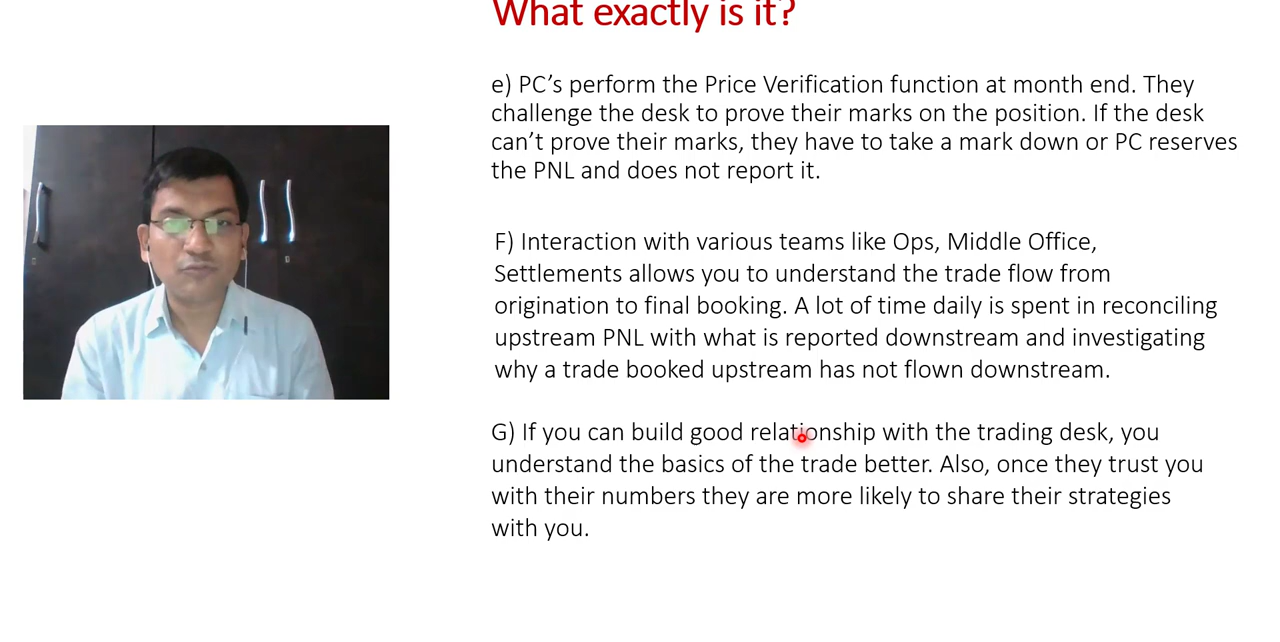 What exactly is it?
e) PC’s perform the Price Verification function at month end. They
challenge the desk to prove their marks on the position. If the desk
can’t prove their marks, they have to take a mark down or PC reserves
the PNL and does not report it.
F) Interaction with various teams like Ops, Middle Office,
Settlements allows you to understand the trade flow from
origination to final booking. A lot of time daily is spent in reconciling
upstream PNL with what is reported downstream and investigating
why a trade booked upstream has not flown downstream.
G) If you can build good relationship with the trading desk, you
understand the basics of the trade better. Also, once they trust you
with their numbers they are more likely to share their strategies
with you.